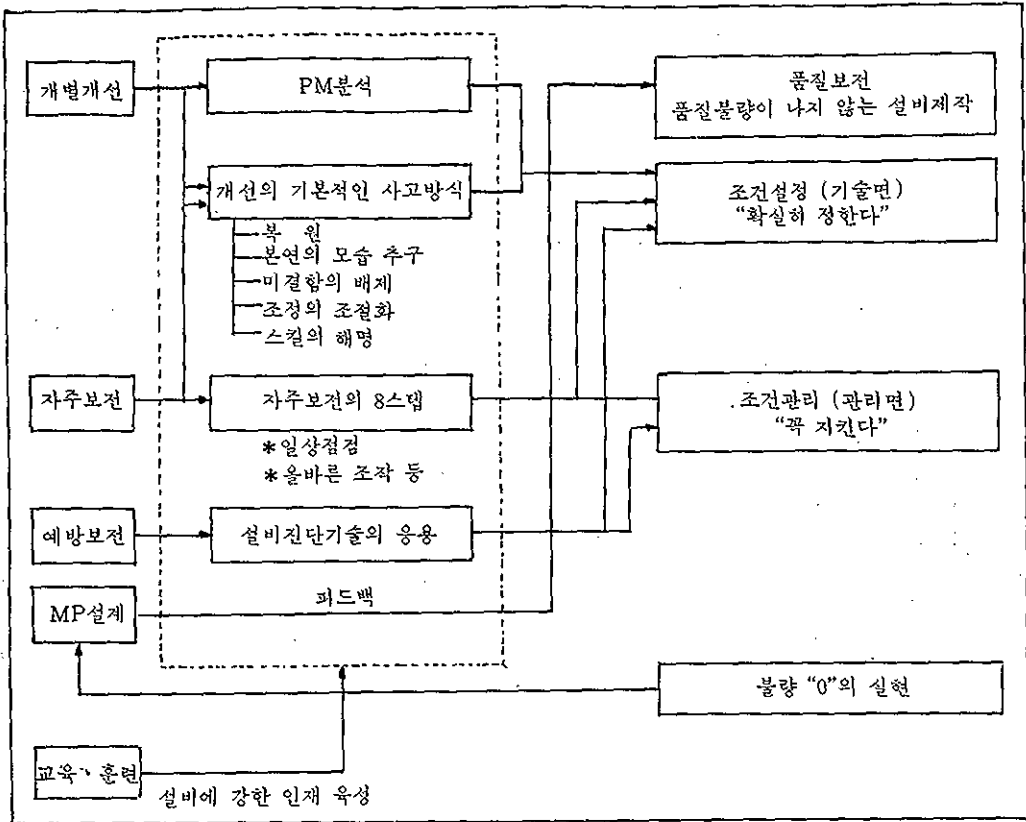 개별개선
PM분석
품질보전
품질불량이 나지 않는 설비제작
개선의 기본적인 사고방식
복 원
본연의 모습 추구
미결함의 배제
조정의 조절화
스킬의 해명
조건설정 (기술면)
“확실히 정한다”
자주보전
자주보전의 8스텝
*일상점점
*올바른 조작 등
조건관리 (관리면)
“꼭 지킨다”
예방보전
설비진단기술의 응용
MP설계
피드백
불량 “0”의 실현
교육·훈련
설비에 강한 인재 육성